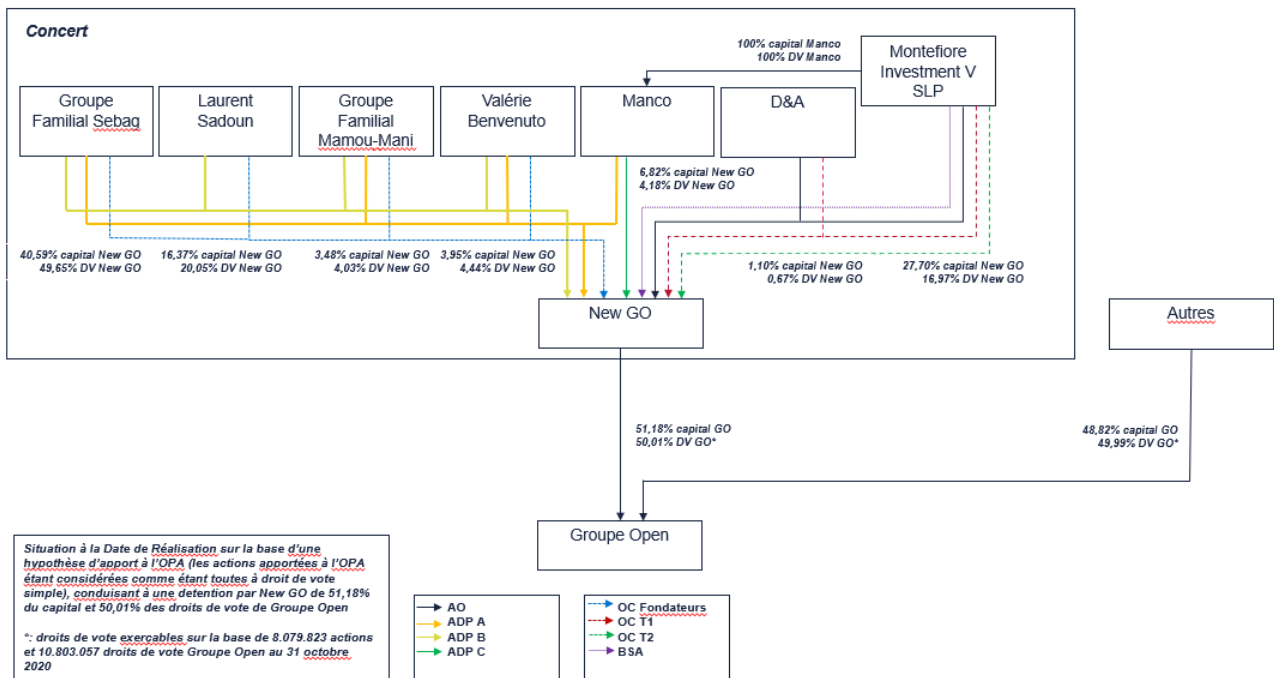 Concert
100% capital Manco
100% DV Manco
Montefiore
Investment V
SLP
Groupe
Familial Sebag
Laurent
Sadoun
Groupe
Familial
Mamou-Mani
Valérie
Benvenuto
Manco
D&A
6,82% capital New GO
4,18% DV New GO
40,59% capital New GO
49,65% DV New GO
16,37% capital New GO
20,05% DV New GO
3,48% capital New GO
4,03% DV New GO
3,95% capital New GO
4,44% DV New GO
1,10% capital New GO
0,67% DV New GO
27,70% capital New GO
16,97% DV New GO
New GO
Autres
51,18% capital GO
50,01% DV GO*
48,82% capital GO
49,99% DV GO*
Groupe Open
Situation à la Date de Réalisation sur la base d'une
hypothèse d'apport à l'OPA (les actions apportées à l'OPA
étant considérées comme étant toutes à droit de vote
simple), conduisant à une detention par New GO de 51,18%
du capital et 50,01% des droits de vote de Groupe Open
*: droits de vote exerçables sur la base de 8.079.823 actions
et 10.803.057 droits de vote Groupe Open au 31 octobre
2020
AO
ADP A
ADP B
ADP C
OC Fondateurs
OC T1
OC T2
BSA